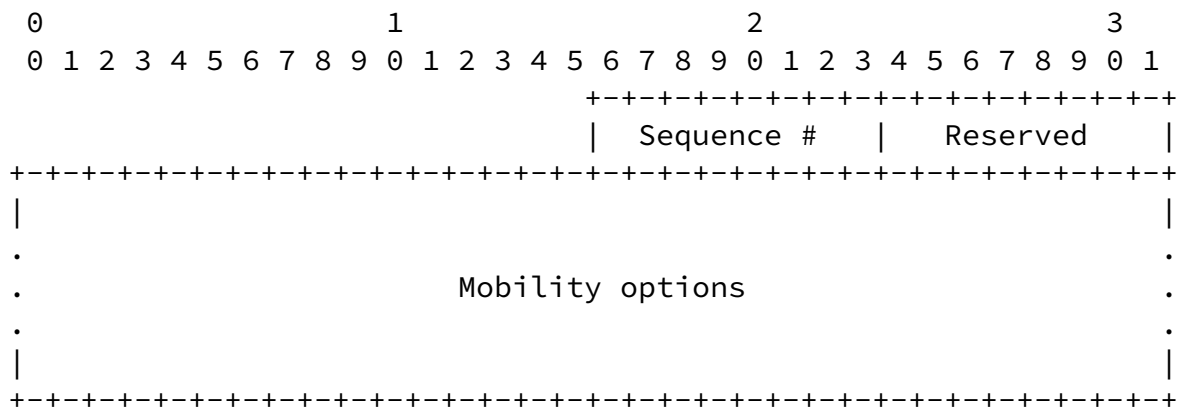 0                   1                   2                   3
 0 1 2 3 4 5 6 7 8 9 0 1 2 3 4 5 6 7 8 9 0 1 2 3 4 5 6 7 8 9 0 1
                                +-+-+-+-+-+-+-+-+-+-+-+-+-+-+-+-+
                                |  Sequence #   |   Reserved    |
+-+-+-+-+-+-+-+-+-+-+-+-+-+-+-+-+-+-+-+-+-+-+-+-+-+-+-+-+-+-+-+-+
|                                                               |
.                                                               .
.                        Mobility options                       .
.                                                               .
|                                                               |
+-+-+-+-+-+-+-+-+-+-+-+-+-+-+-+-+-+-+-+-+-+-+-+-+-+-+-+-+-+-+-+-+